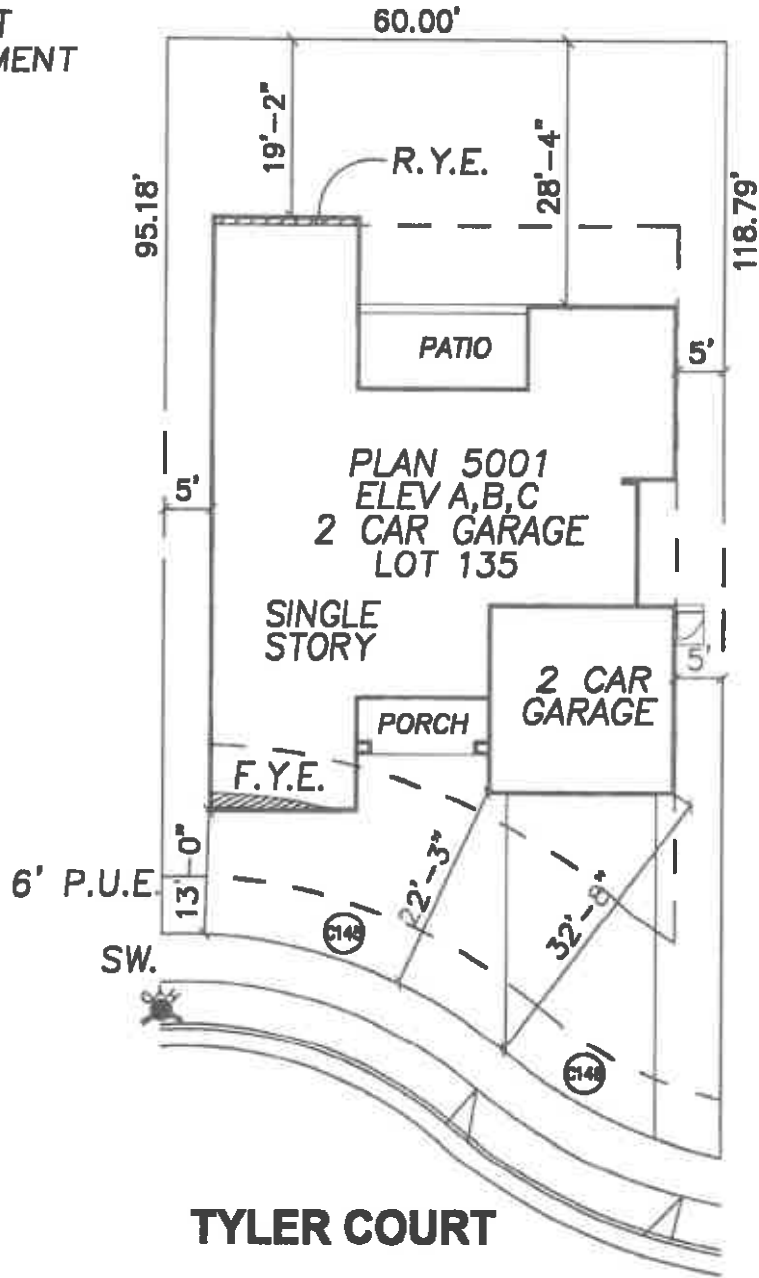 60.00'
T
MENT
19'-2"
R.Y.E.
28'-4"
95.18'
118.79'
PATIO
5'
PLAN 5001
ELEV A,B,C
2 CAR GARAGE
LOT 135
5'
SINGLE
STORY
5'
2 CAR
GARAGE
PORCH
F.Y.E.
6' P.U.E.
13'-0"
22'-3"
32'-8"
C148
SW.
TYLER COURT